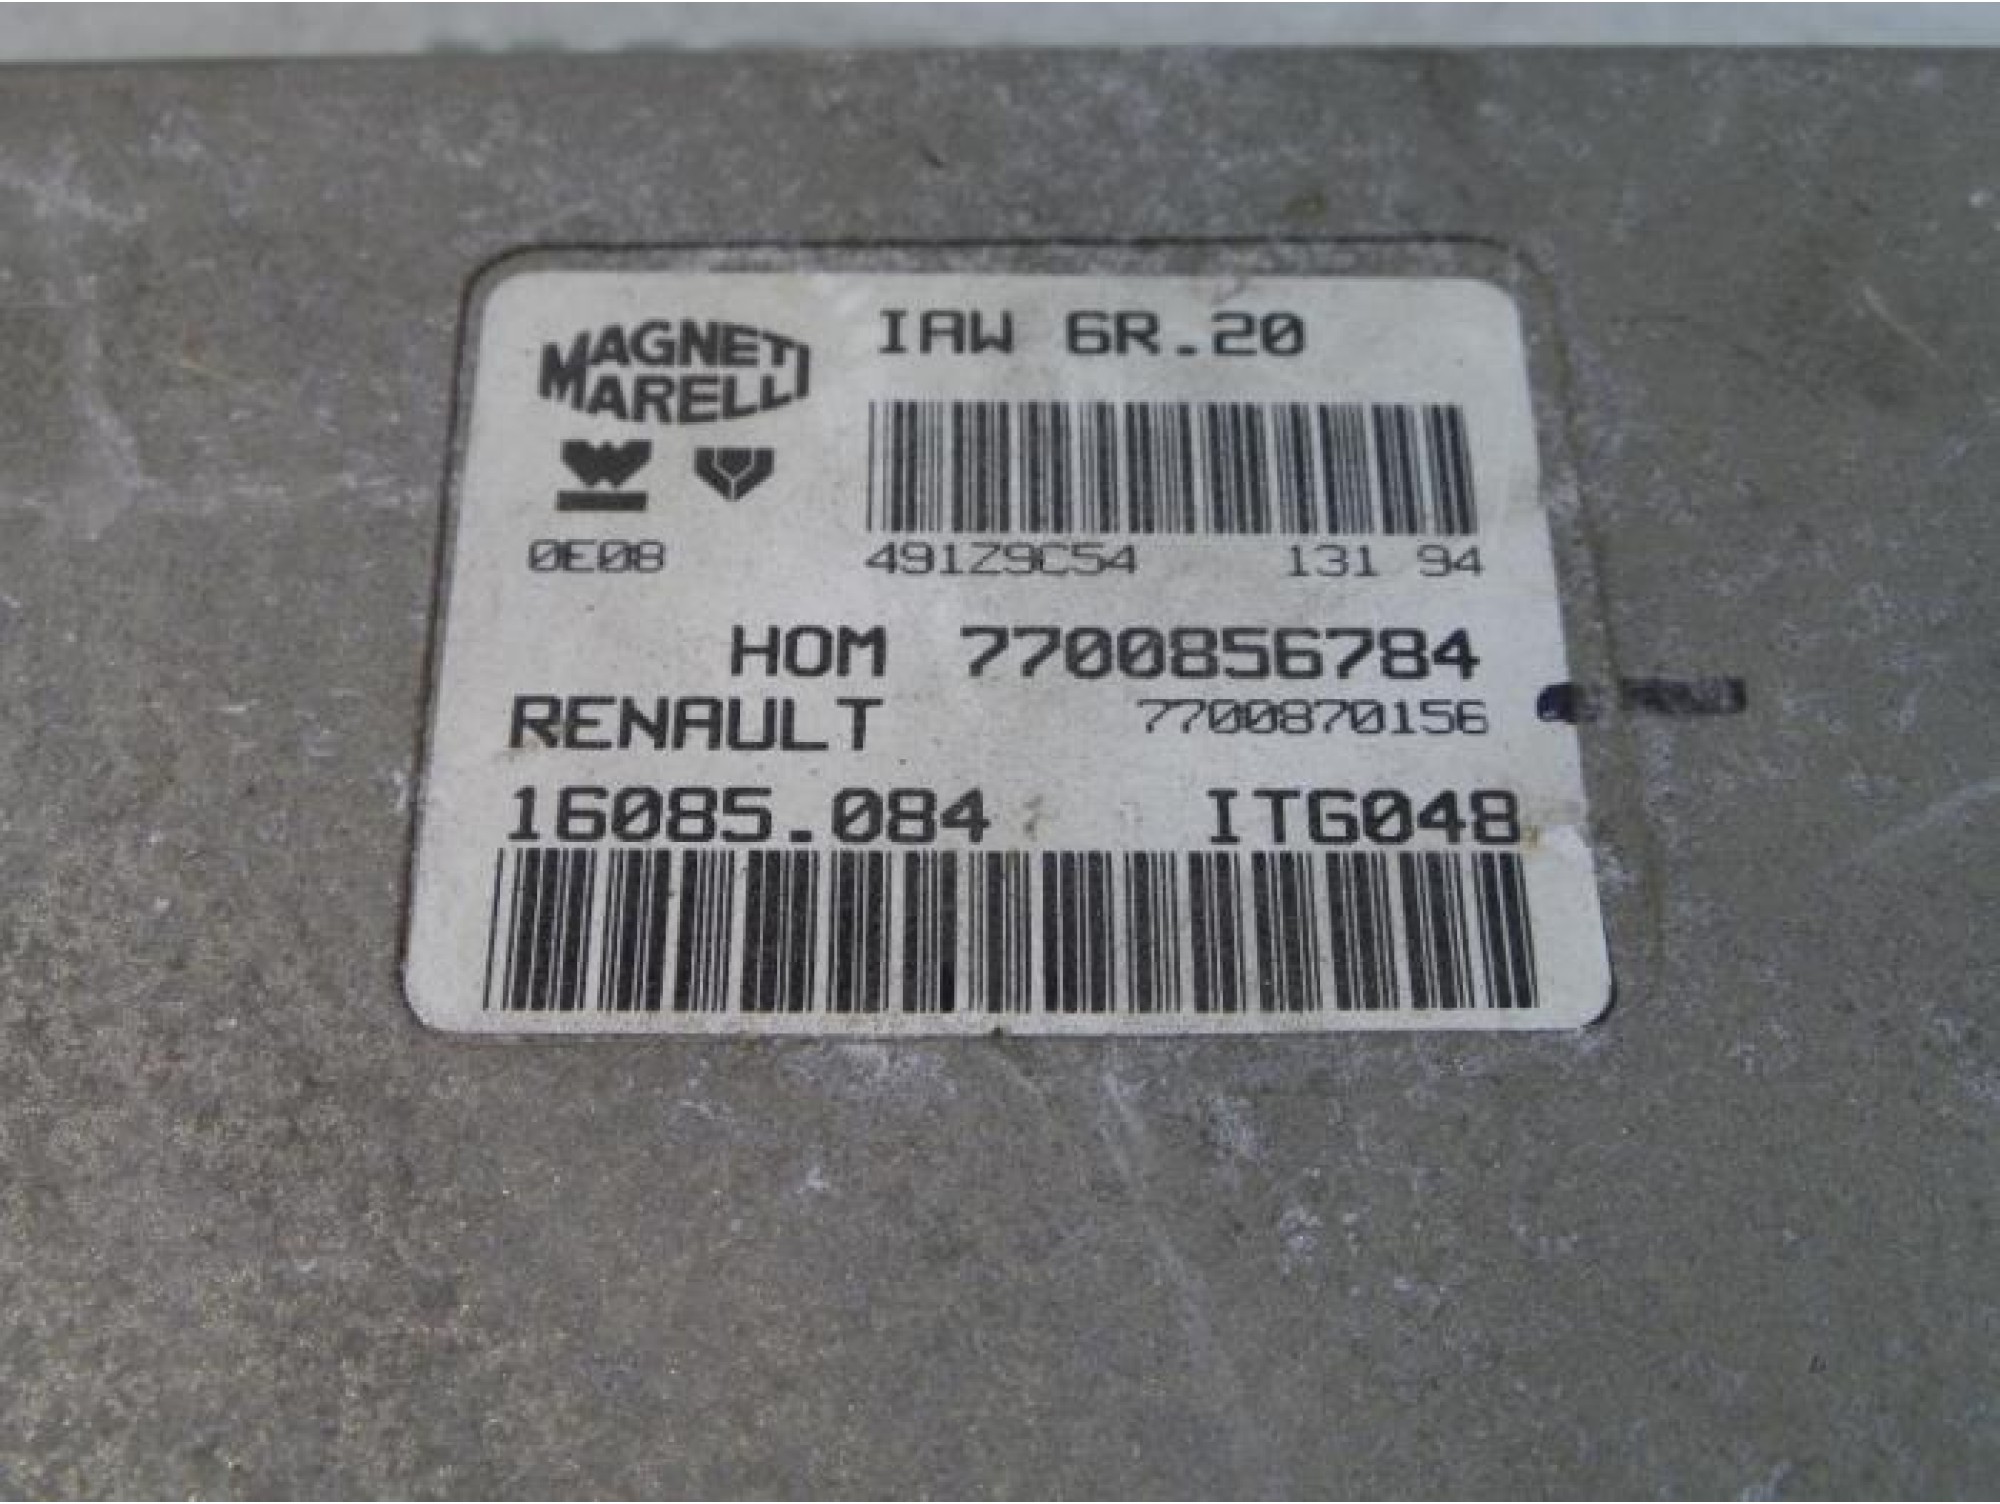 MAGNETI
MARELLI
IAW 6R.20
0E08
491Z9C54 131 94
HOM 7700856784
RENAULT 7700870156
16085.084 ITG048